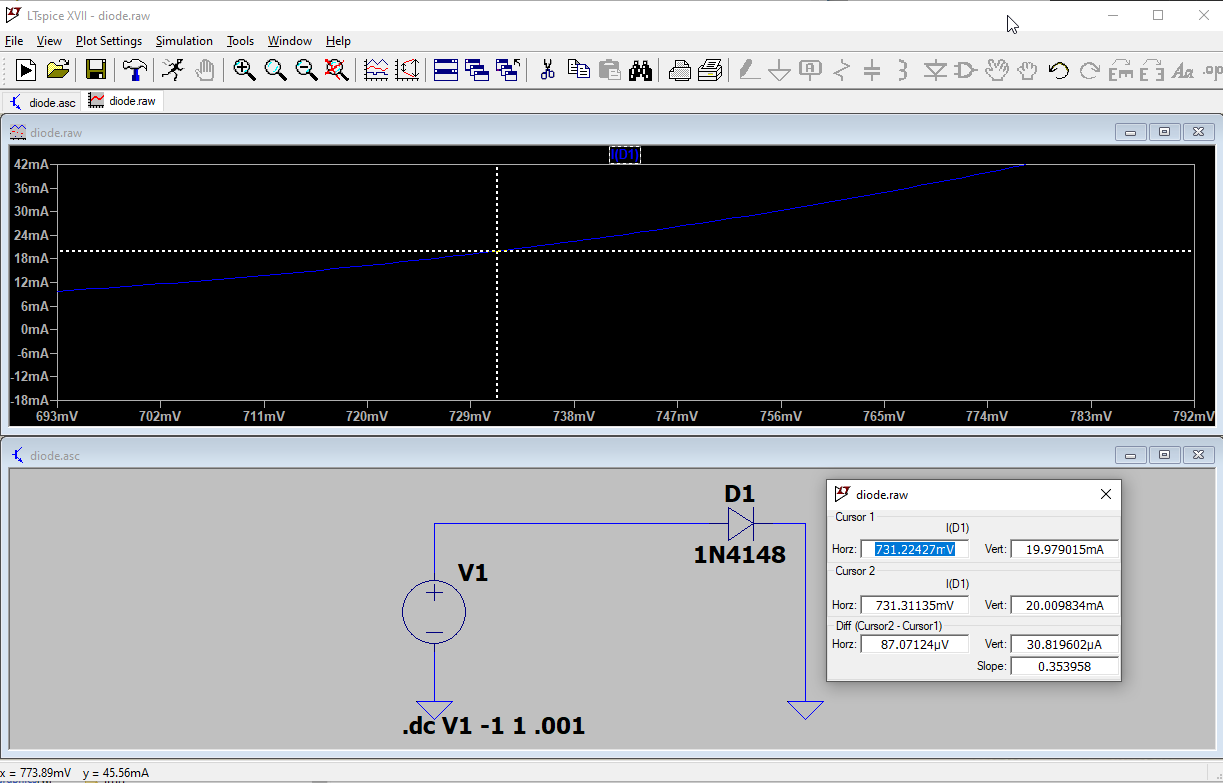 LTspice XVII - diode.raw
File View Plot Settings Simulation Tools Window Help
diode.asc diode.raw
diode.raw
I(D1)
42mA
36mA
30mA
24mA
18mA
12mA
6mA
0mA
-6mA
-12mA
-18mA
693mV 702mV 711mV 720mV 729mV 738mV 747mV 756mV 765mV 774mV 783mV 792mV
diode.asc
D1
1N4148
V1
.dc V1 -1 1 .001
diode.raw
Cursor 1
I(D1)
Horz: 731.22427mV Vert: 19.979015mA
Cursor 2
I(D1)
Horz: 731.31135mV Vert: 20.009834mA
Diff (Cursor2 - Cursor1)
Horz: 87.07124µV Vert: 30.819602µA
Slope: 0.353958
x = 773.89mV y = 45.56mA